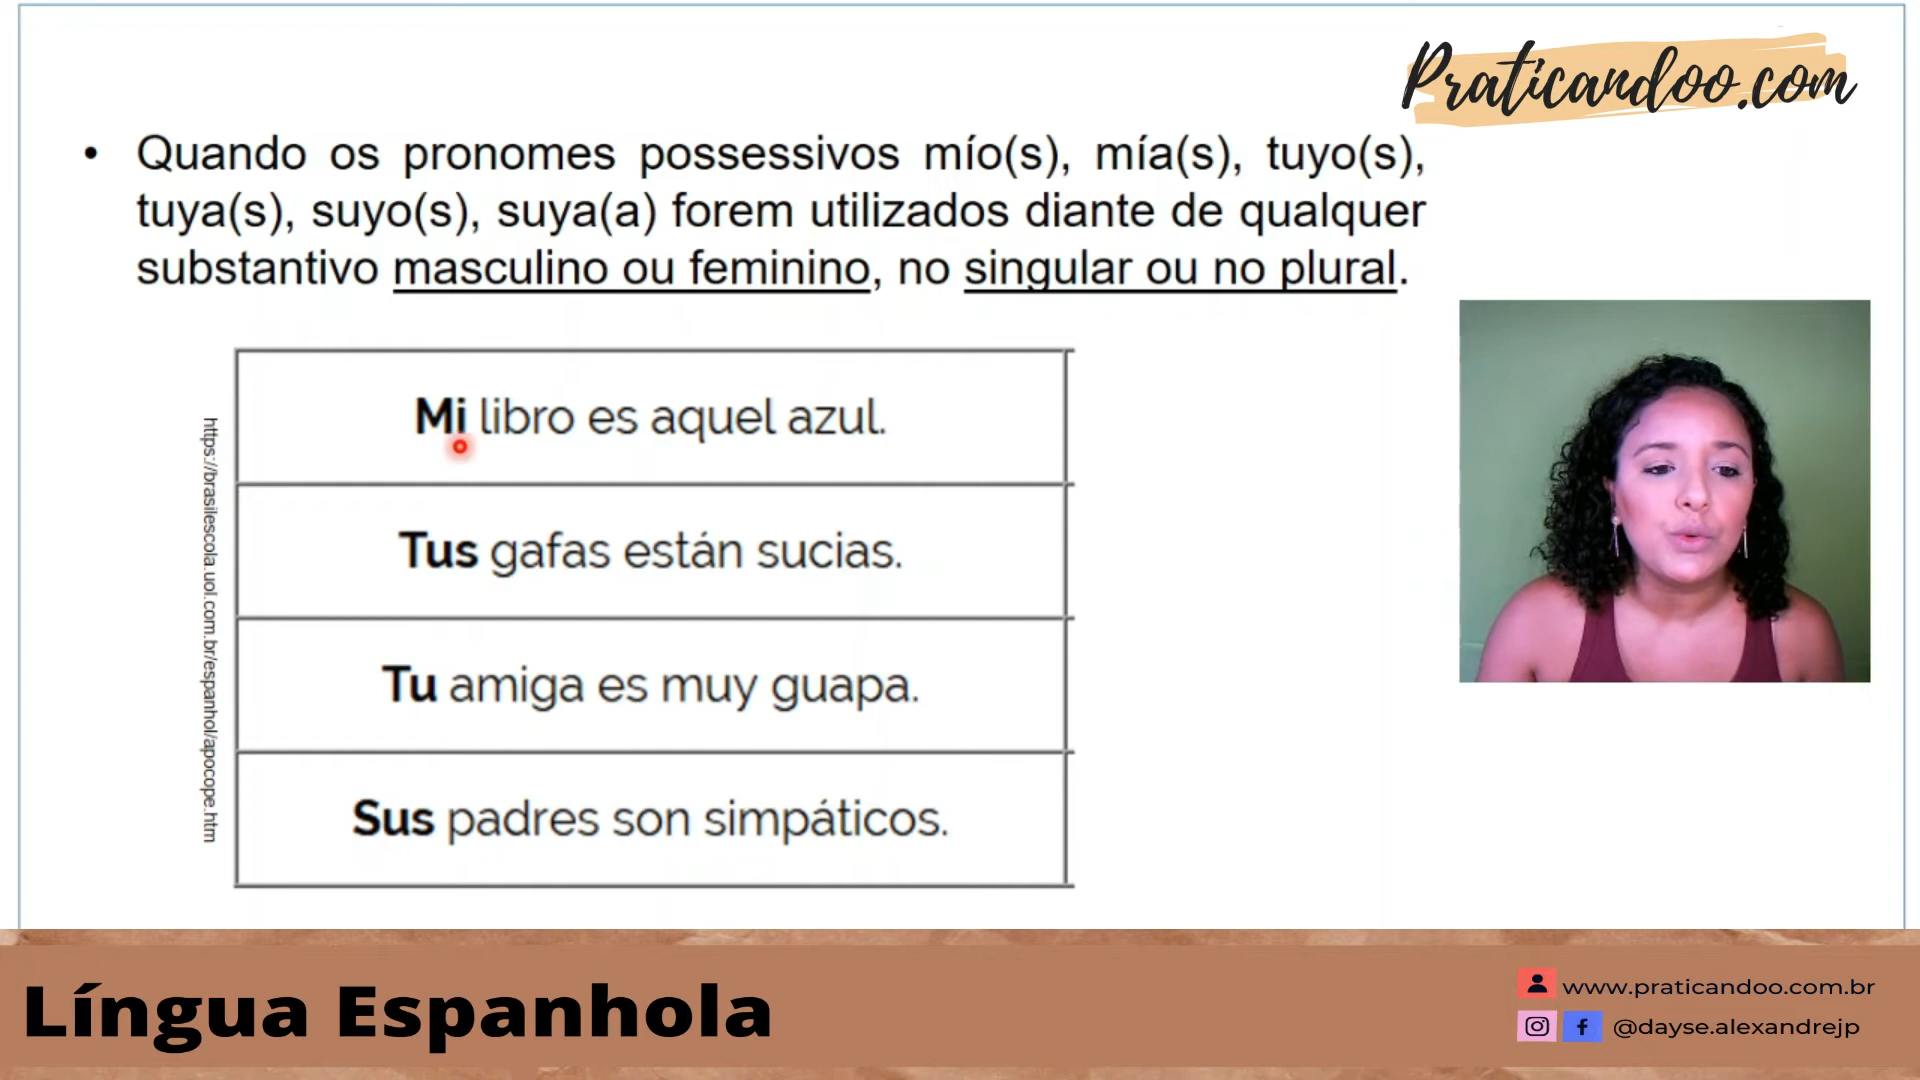 Praticandoo.com
• Quando os pronomes possessivos mío(s), mía(s), tuyo(s),
tuya(s), suyo(s), suya(a) forem utilizados diante de qualquer
substantivo masculino ou feminino, no singular ou no plural.
https://brasilescola.uol.com.br/espanhol/apocope.htm
Mi libro es aquel azul.
Tus gafas están sucias.
Tu amiga es muy guapa.
Sus padres son simpáticos.
Língua Espanhola
www.praticandoo.com.br
@dayse.alexandrejp